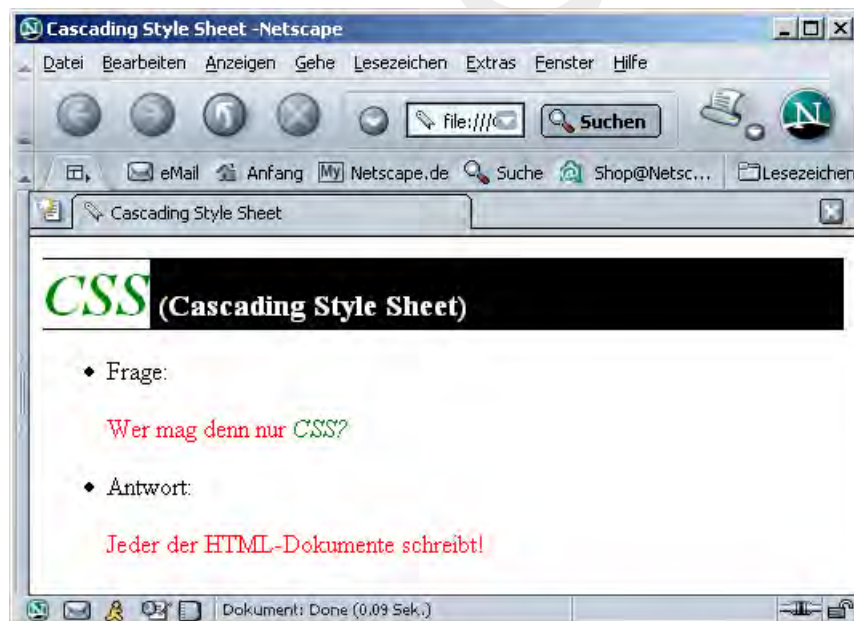 Cascading Style Sheet -Netscape
Datei Bearbeiten Anzeigen Gehe Lesezeichen Extras Fenster Hilfe
file:/// Suchen N
eMail Anfang My Netscape.de Suche Shop@Netsc... Lesezeichen
Cascading Style Sheet
CSS (Cascading Style Sheet)
Frage:
Wer mag denn nur CSS?
Antwort:
Jeder der HTML-Dokumente schreibt!
Dokument: Done (0.09 Sek.)